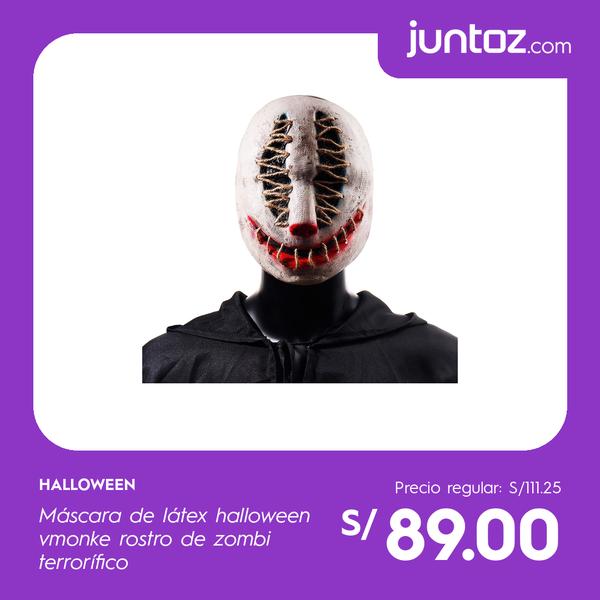 juntoz.com
HALLOWEEN
Máscara de látex halloween
vmonke rostro de zombi
terrorífico
Precio regular: S/111.25
S/ 89.00